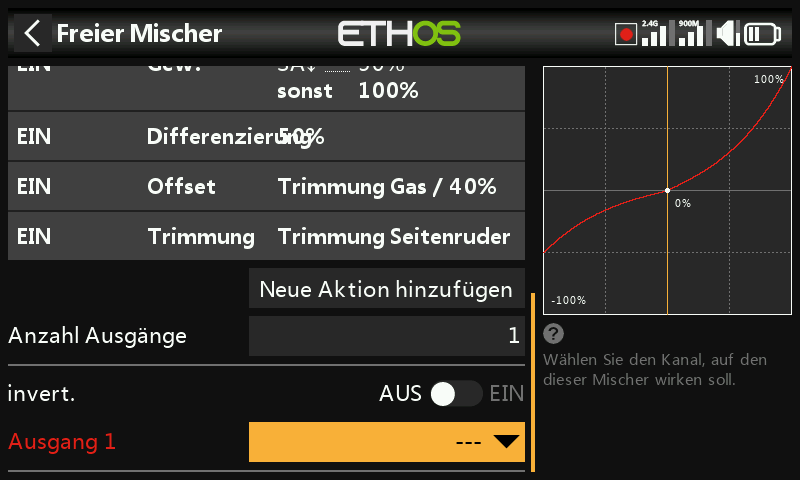 Freier Mischer
ETHOS
2.4G
900M
EIN Gew. SA
sonst 100%
EIN Differenzierung 50%
EIN Offset Trimmung Gas / 40%
EIN Trimmung Trimmung Seitenruder
Neue Aktion hinzufügen
Anzahl Ausgänge 1
invert. AUS EIN
Ausgang 1 ---
100%
0%
-100%
?
Wählen Sie den Kanal, auf den
dieser Mischer wirken soll.